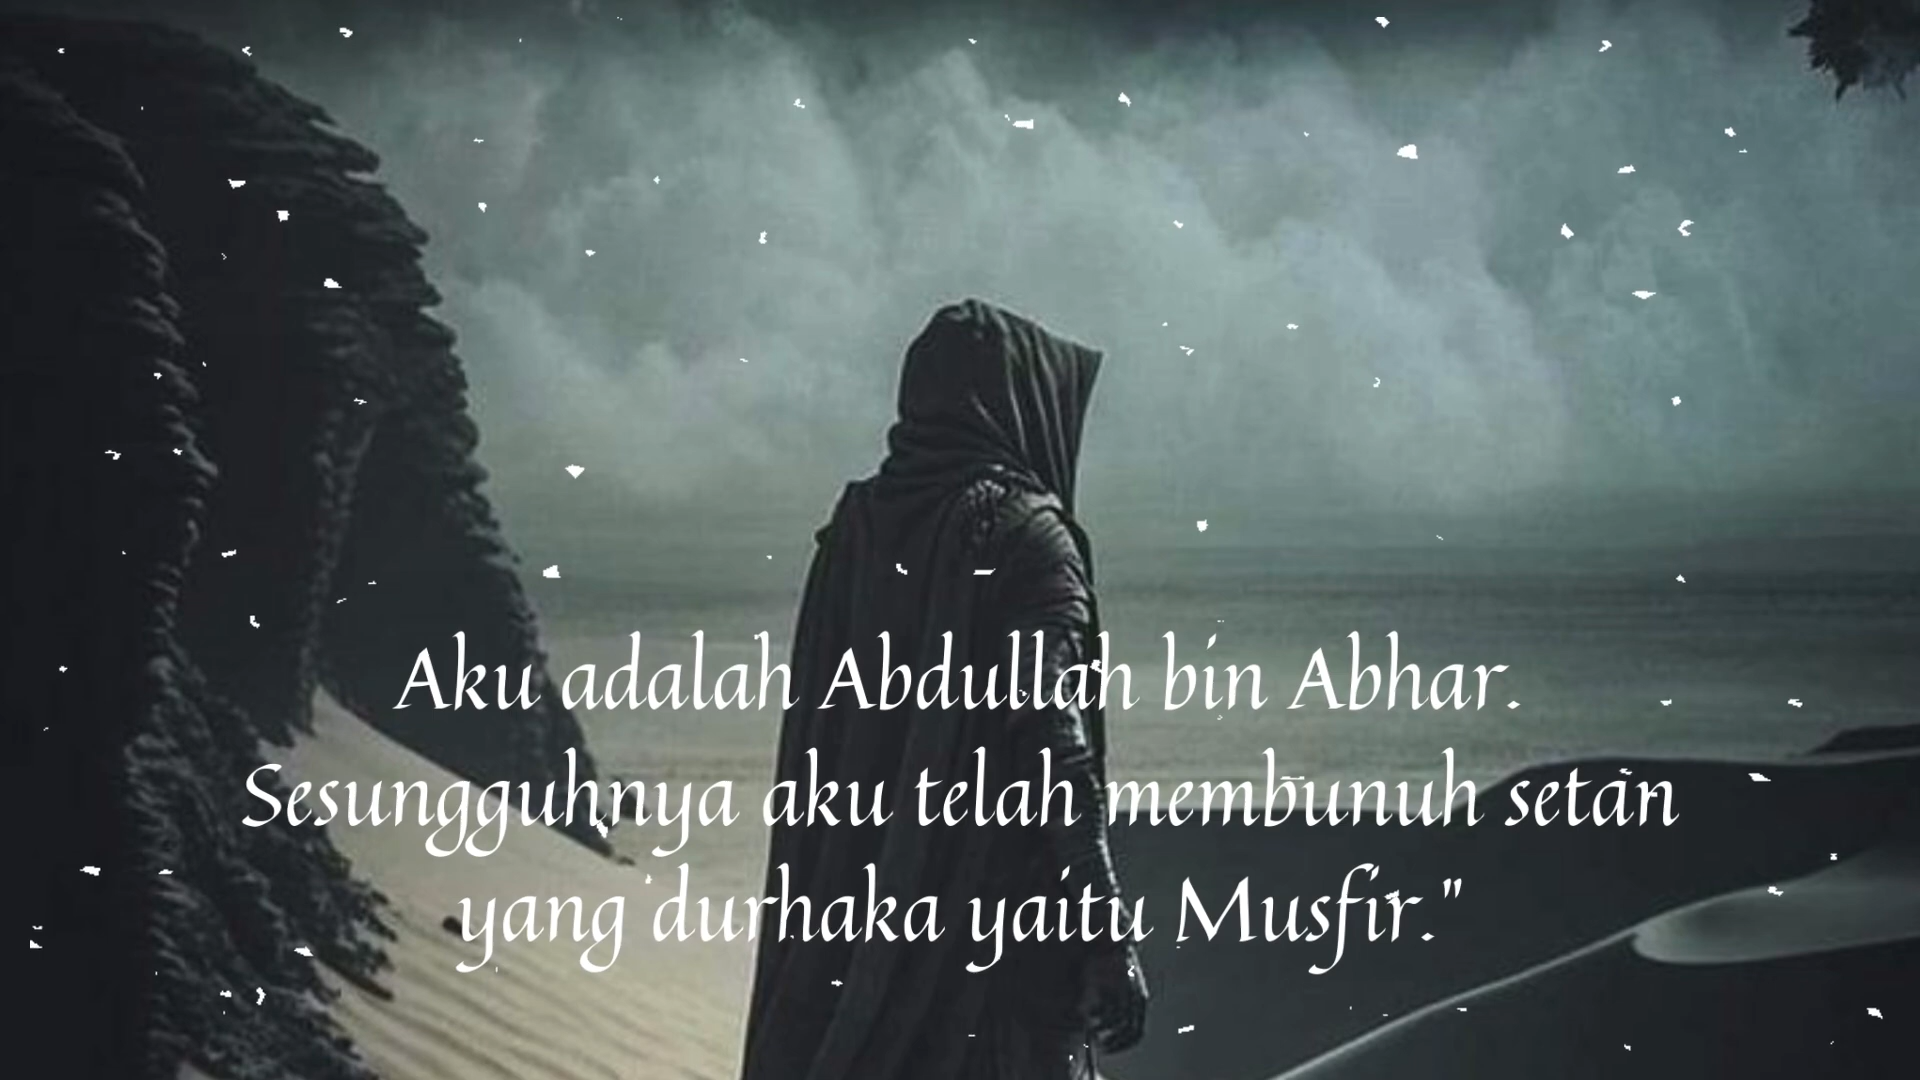 Aku adalah Abdullah bin Abhar.
Sesungguhnya aku telah membunuh setan
yang durhaka yaitu Musfir."